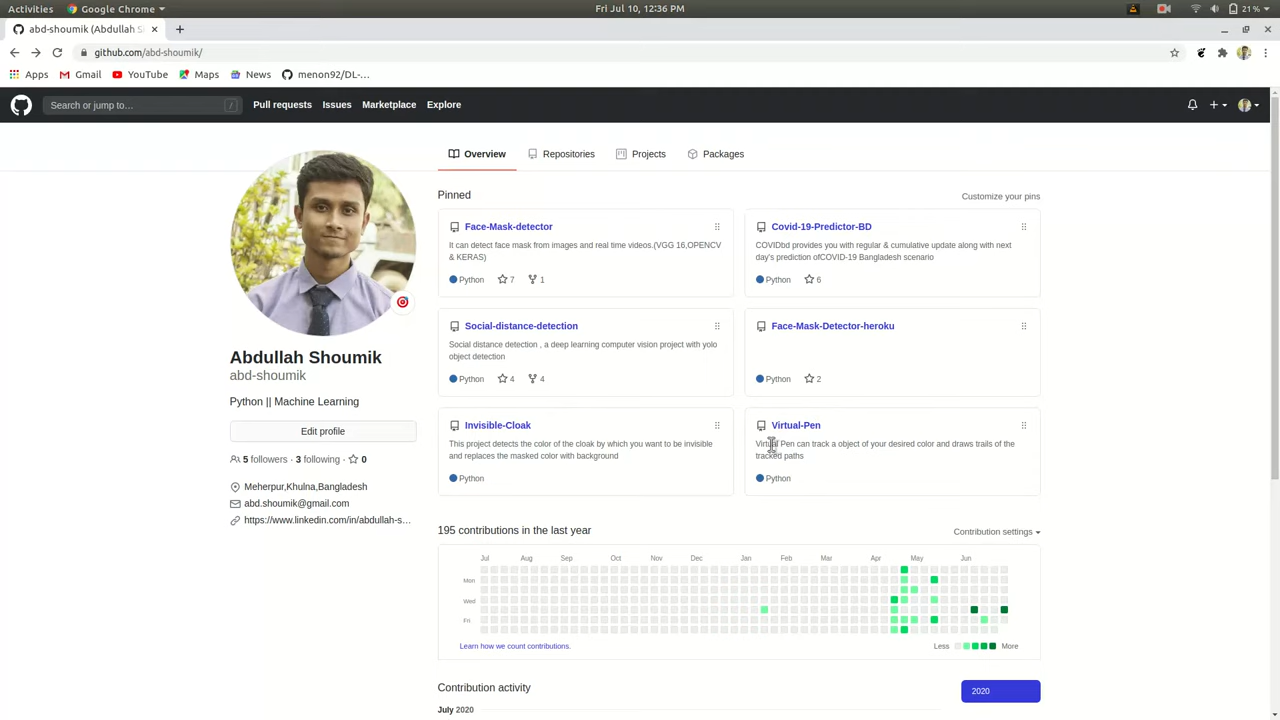 Activities Google Chrome Fri Jul 10, 12:36 PM 21%
abd-shoumik (Abdullah S
github.com/abd-shoumik/
Apps Gmail YouTube Maps News menon92/DL-...
Search or jump to... / Pull requests Issues Marketplace Explore
Overview Repositories Projects Packages
Pinned Customize your pins
Face-Mask-detector
It can detect face mask from images and real time videos.(VGG 16,OPENCV
& KERAS)
Python 7 1
Covid-19-Predictor-BD
COVIDbd provides you with regular & cumulative update along with next
day's prediction ofCOVID-19 Bangladesh scenario
Python 6
Social-distance-detection
Social distance detection , a deep learning computer vision project with yolo
object detection
Python 4 4
Face-Mask-Detector-heroku
Python 2
Invisible-Cloak
This project detects the color of the cloak by which you want to be invisible
and replaces the masked color with background
Python
Virtual-Pen
Virtual Pen can track a object of your desired color and draws trails of the
tracked paths
Python
Abdullah Shoumik
abd-shoumik
Python || Machine Learning
Edit profile
5 followers · 3 following · 0
Meherpur,Khulna,Bangladesh
abd.shoumik@gmail.com
https://www.linkedin.com/in/abdullah-s...
195 contributions in the last year Contribution settings
Jul Aug Sep Oct Nov Dec Jan Feb Mar Apr May Jun
Mon
Wed
Fri
Learn how we count contributions. Less More
Contribution activity 2020
July 2020